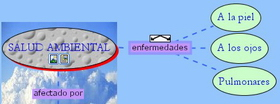 A la piel
SALUD AMBIENTAL
enfermedades
A los ojos
afectado por
Pulmonares